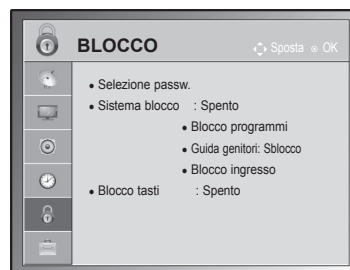 BLOCCO Sposta OK
• Selezione passw.
• Sistema blocco : Spento
• Blocco programmi
• Guida genitori: Sblocco
• Blocco ingresso
• Blocco tasti : Spento